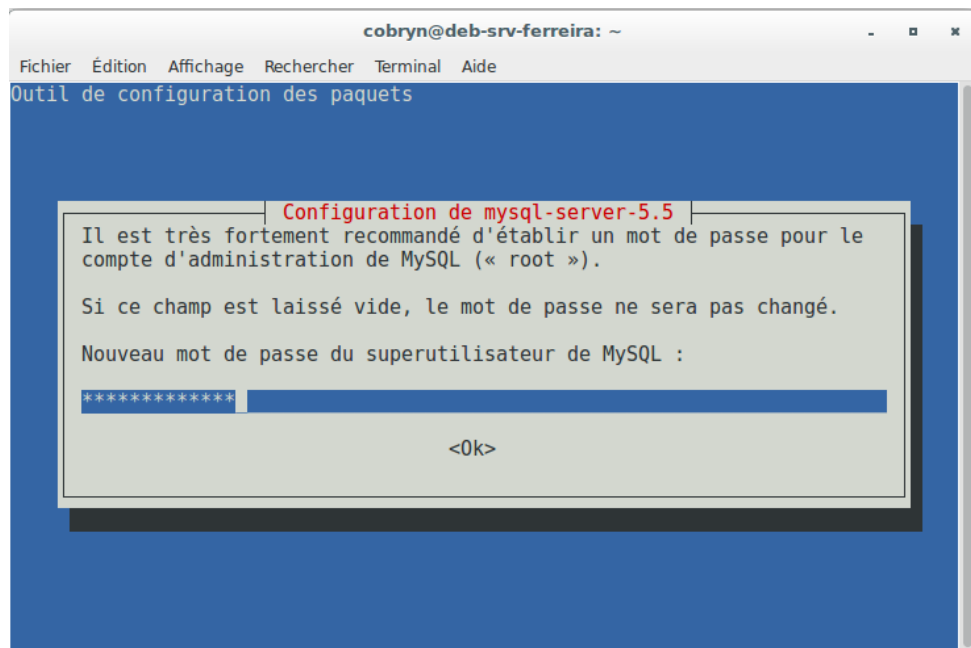 cobryn@deb-srv-ferreira: ~
Fichier Édition Affichage Rechercher Terminal Aide
Outil de configuration des paquets
Configuration de mysql-server-5.5
Il est très fortement recommandé d'établir un mot de passe pour le
compte d'administration de MySQL (« root »).
Si ce champ est laissé vide, le mot de passe ne sera pas changé.
Nouveau mot de passe du superutilisateur de MySQL :
*************
<Ok>